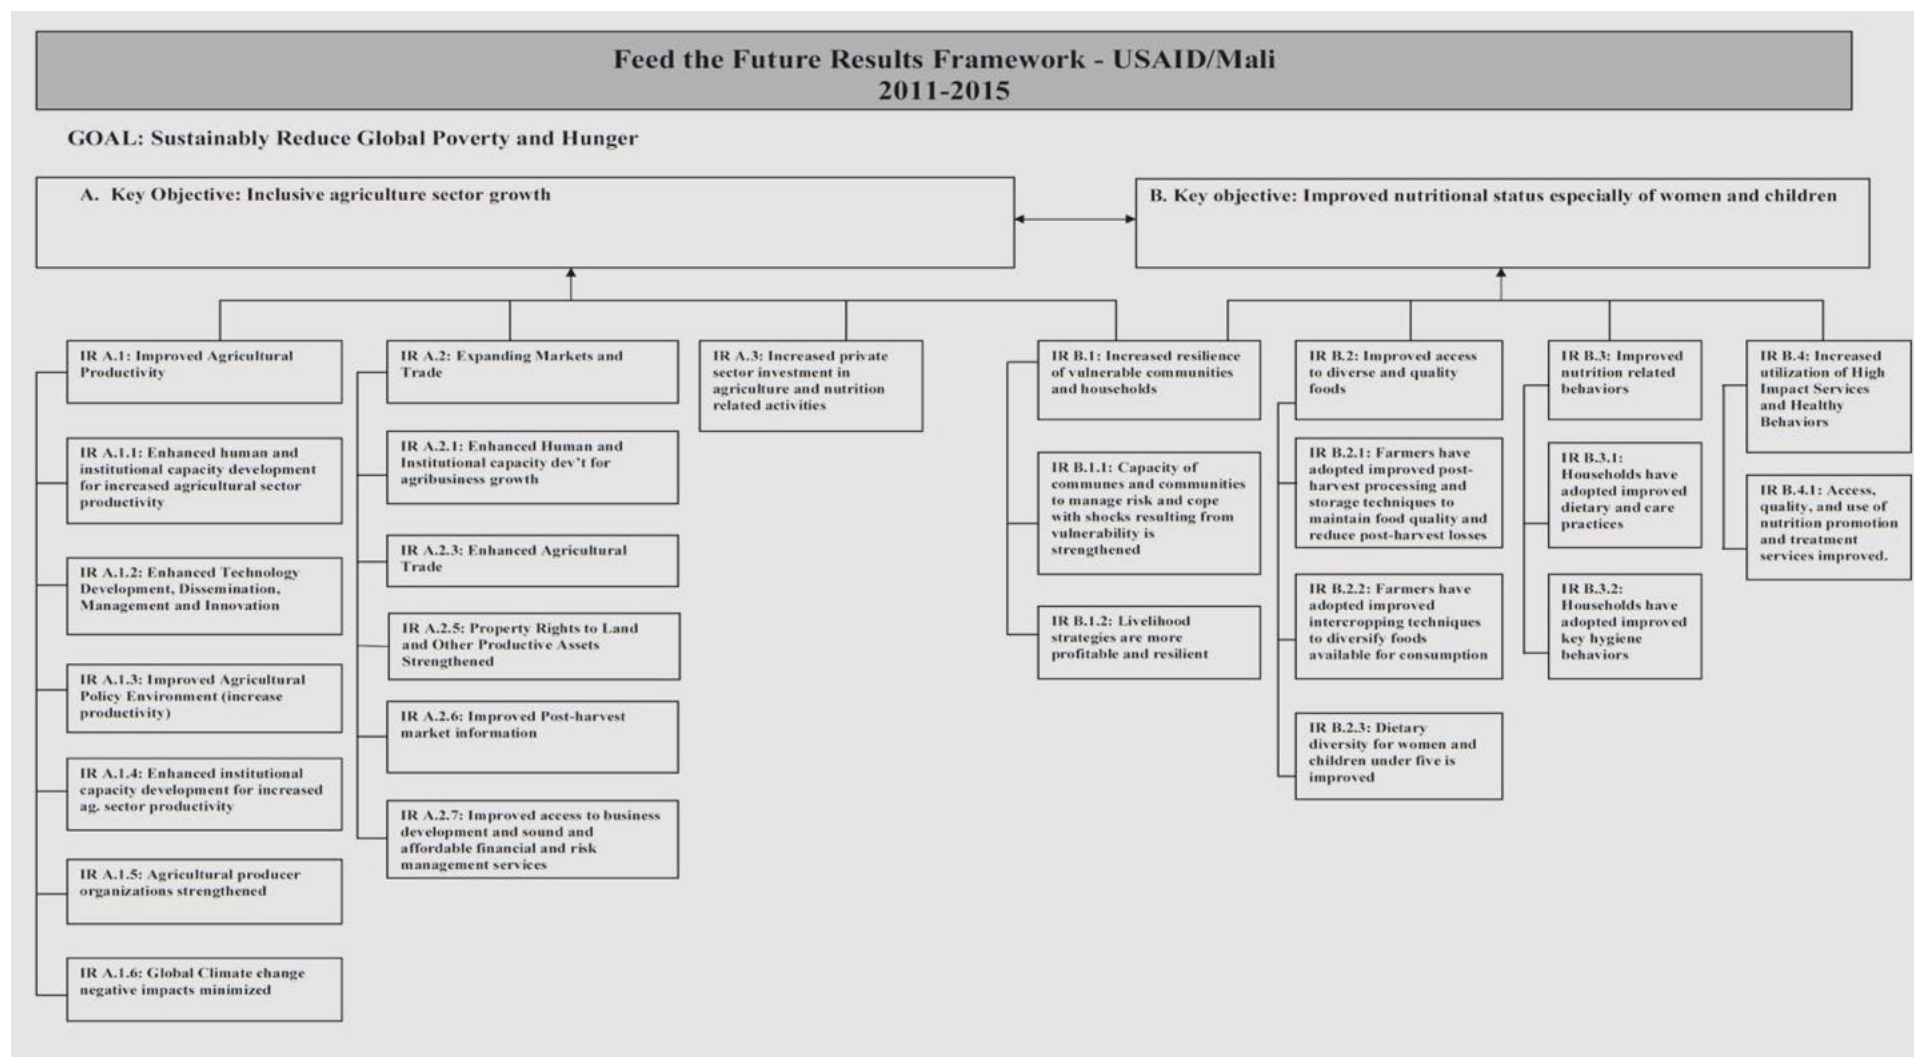 Feed the Future Results Framework - USAID/Mali
2011-2015
GOAL: Sustainably Reduce Global Poverty and Hunger
A. Key Objective: Inclusive agriculture sector growth
B. Key objective: Improved nutritional status especially of women and children
IR A.1: Improved Agricultural
Productivity
IR A.1.1: Enhanced human and
institutional capacity development
for increased agricultural sector
productivity
IR A.1.2: Enhanced Technology
Development, Dissemination,
Management and Innovation
IR A.1.3: Improved Agricultural
Policy Environment (increase
productivity)
IR A.1.4: Enhanced institutional
capacity development for increased
ag. sector productivity
IR A.1.5: Agricultural producer
organizations strengthened
IR A.1.6: Global Climate change
negative impacts minimized
IR A.2: Expanding Markets and
Trade
IR A.2.1: Enhanced Human and
Institutional capacity dev't for
agribusiness growth
IR A.2.3: Enhanced Agricultural
Trade
IR A.2.5: Property Rights to Land
and Other Productive Assets
Strengthened
IR A.2.6: Improved Post-harvest
market information
IR A.2.7: Improved access to business
development and sound and
affordable financial and risk
management services
IR A.3: Increased private
sector investment in
agriculture and nutrition
related activities
IR B.1: Increased resilience
of vulnerable communities
and households
IR B.1.1: Capacity of
communes and communities
to manage risk and cope
with shocks resulting from
vulnerability is
strengthened
IR B.1.2: Livelihood
strategies are more
profitable and resilient
IR B.2: Improved access
to diverse and quality
foods
IR B.2.1: Farmers have
adopted improved post-
harvest processing and
storage techniques to
maintain food quality and
reduce post-harvest losses
IR B.2.2: Farmers have
adopted improved
intercropping techniques
to diversify foods
available for consumption
IR B.2.3: Dietary
diversity for women and
children under five is
improved
IR B.3: Improved
nutrition related
behaviors
IR B.3.1:
Households have
adopted improved
dietary and care
practices
IR B.3.2:
Households have
adopted improved
key hygiene
behaviors
IR B.4: Increased
utilization of High
Impact Services
and Healthy
Behaviors
IR B.4.1: Access,
quality, and use of
nutrition promotion
and treatment
services improved.